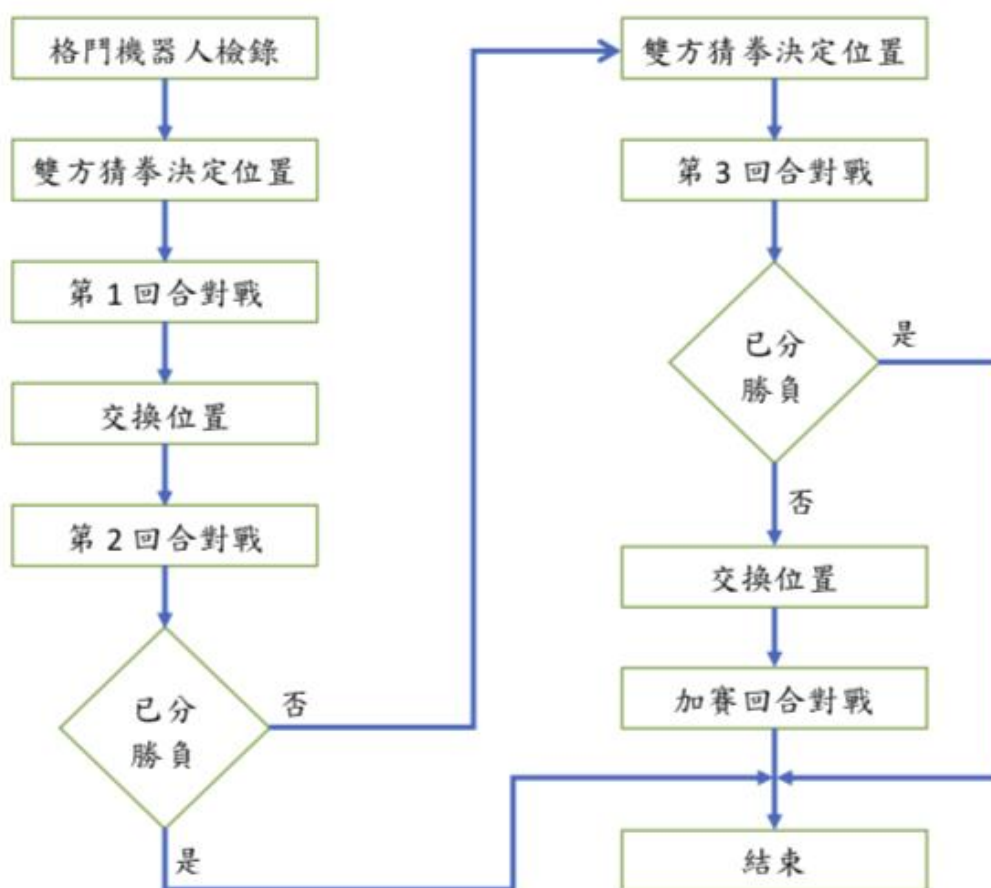 格鬥機器人檢錄
雙方猜拳決定位置
第 1 回合對戰
交換位置
第 2 回合對戰
已分
勝負
否
是
雙方猜拳決定位置
第 3 回合對戰
已分
勝負
是
否
交換位置
加賽回合對戰
結束